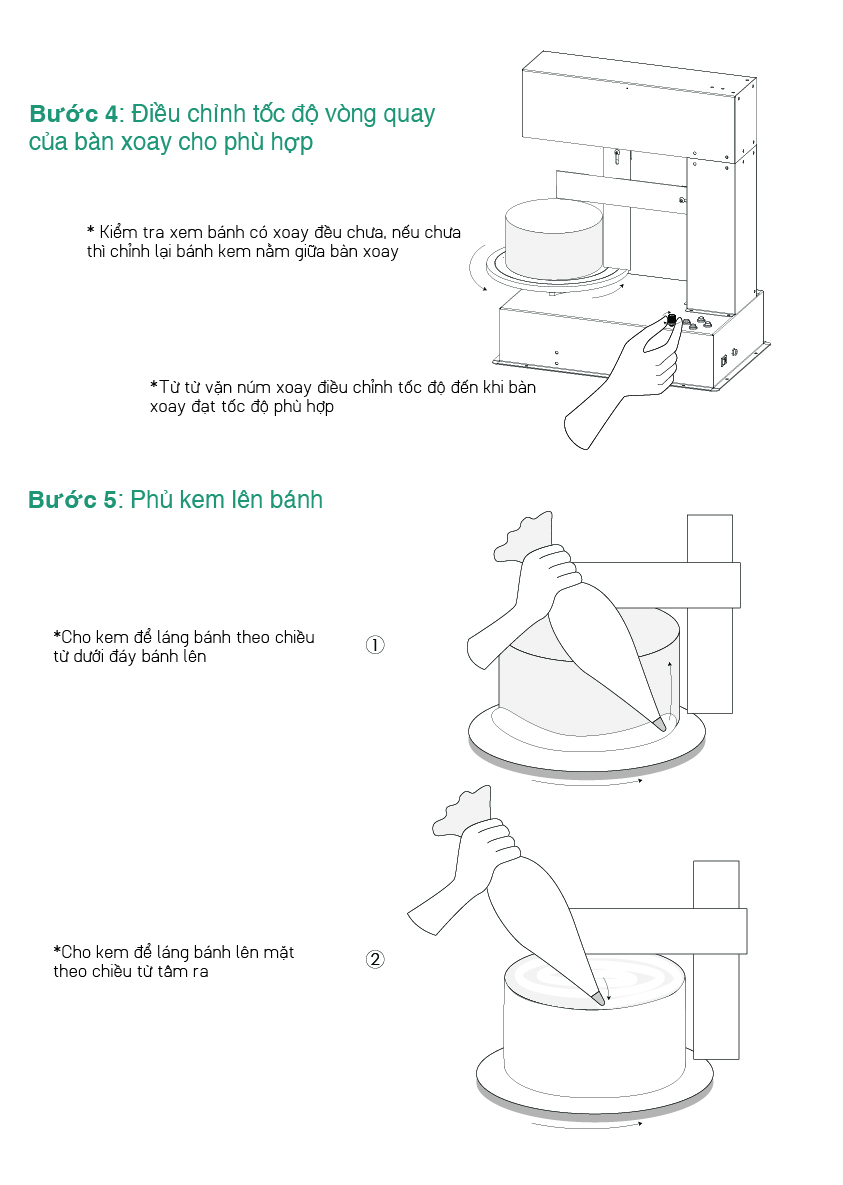 Bước 4: Điều chỉnh tốc độ vòng quay
của bàn xoay cho phù hợp
* Kiểm tra xem bánh có xoay đều chưa, nếu chưa
thì chỉnh lại bánh kem nằm giữa bàn xoay
*Từ từ vặn núm xoay điều chỉnh tốc độ đến khi bàn
xoay đạt tốc độ phù hợp
Bước 5: Phủ kem lên bánh
*Cho kem để láng bánh theo chiều
từ dưới đáy bánh lên
①
*Cho kem để láng bánh lên mặt
theo chiều từ tâm ra
②